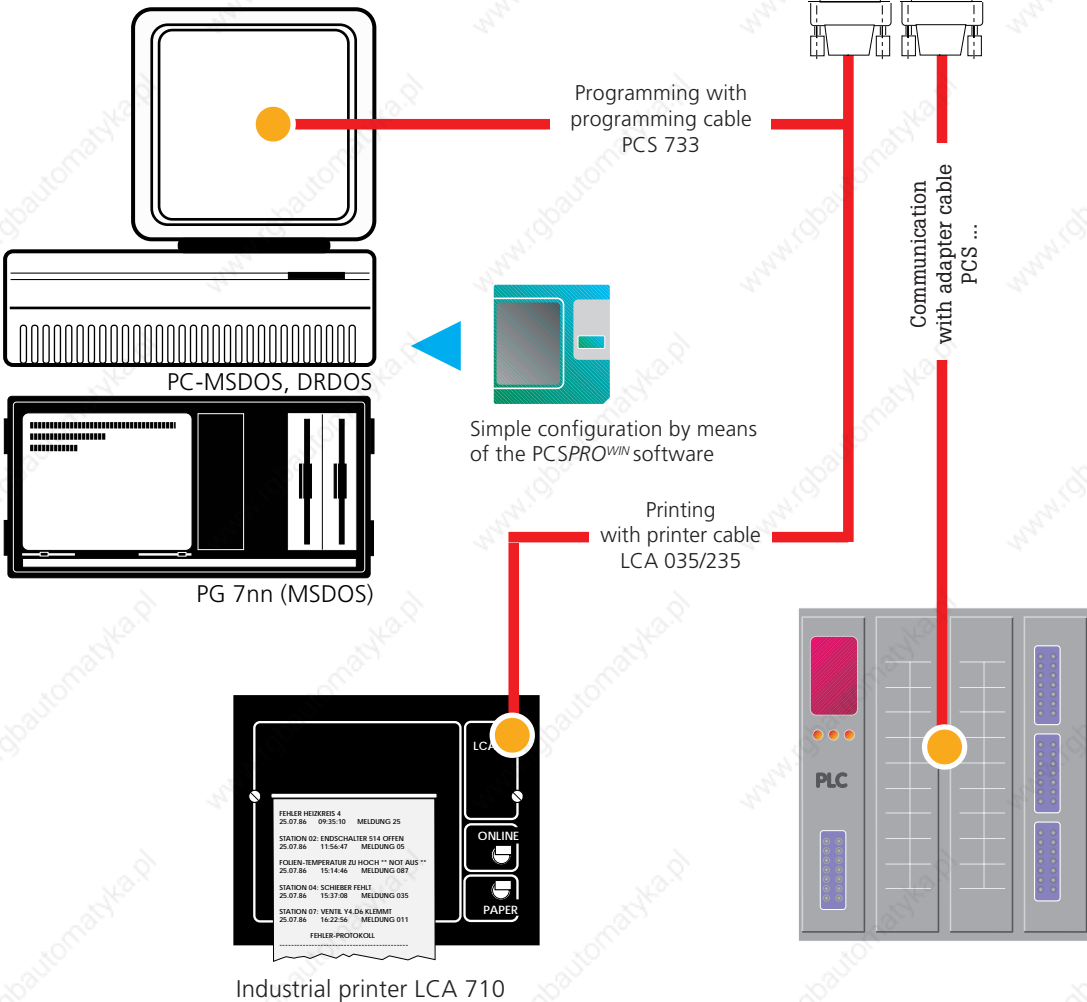 Programming with
programming cable
PCS 733
Communication
with adapter cable
PCS ...
PC-MSDOS, DRDOS
Simple configuration by means
of the PCSPROWIN software
Printing
with printer cable
LCA 035/235
PG 7nn (MSDOS)
LCA
ONLINE
PAPER
FEHLER HEIZKREIS 4
25.07.86 09:35:10 MELDUNG 25
STATION 02: ENDSCHALTER 514 OFFEN
25.07.86 11:56:47 MELDUNG 05
FOLIEN-TEMPERATUR ZU HOCH ** NOT AUS **
25.07.86 15:14:46 MELDUNG 087
STATION 04: SCHIEBER FEHLT
25.07.86 15:37:08 MELDUNG 035
STATION 07: VENTIL Y4.D6 KLEMMT
25.07.86 16:22:56 MELDUNG 011
FEHLER-PROTOKOLL
PLC
Industrial printer LCA 710
www.rgbautomatyka.pl